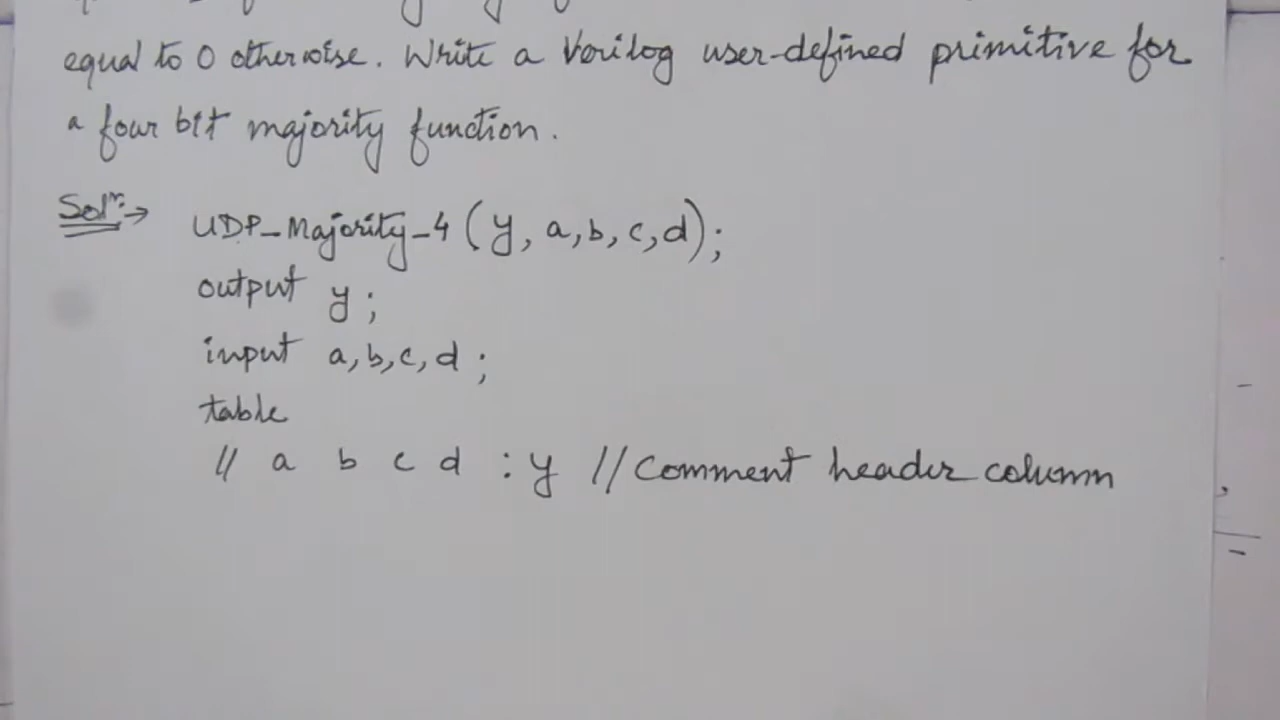 equal to 0 otherwise. Write a Verilog user-defined primitive for
a four bit majority function.
Solⁿ:→ UDP_Majority_4 (y, a, b, c, d);
output y;
input a, b, c, d;
table
// a b c d : y // Comment header column